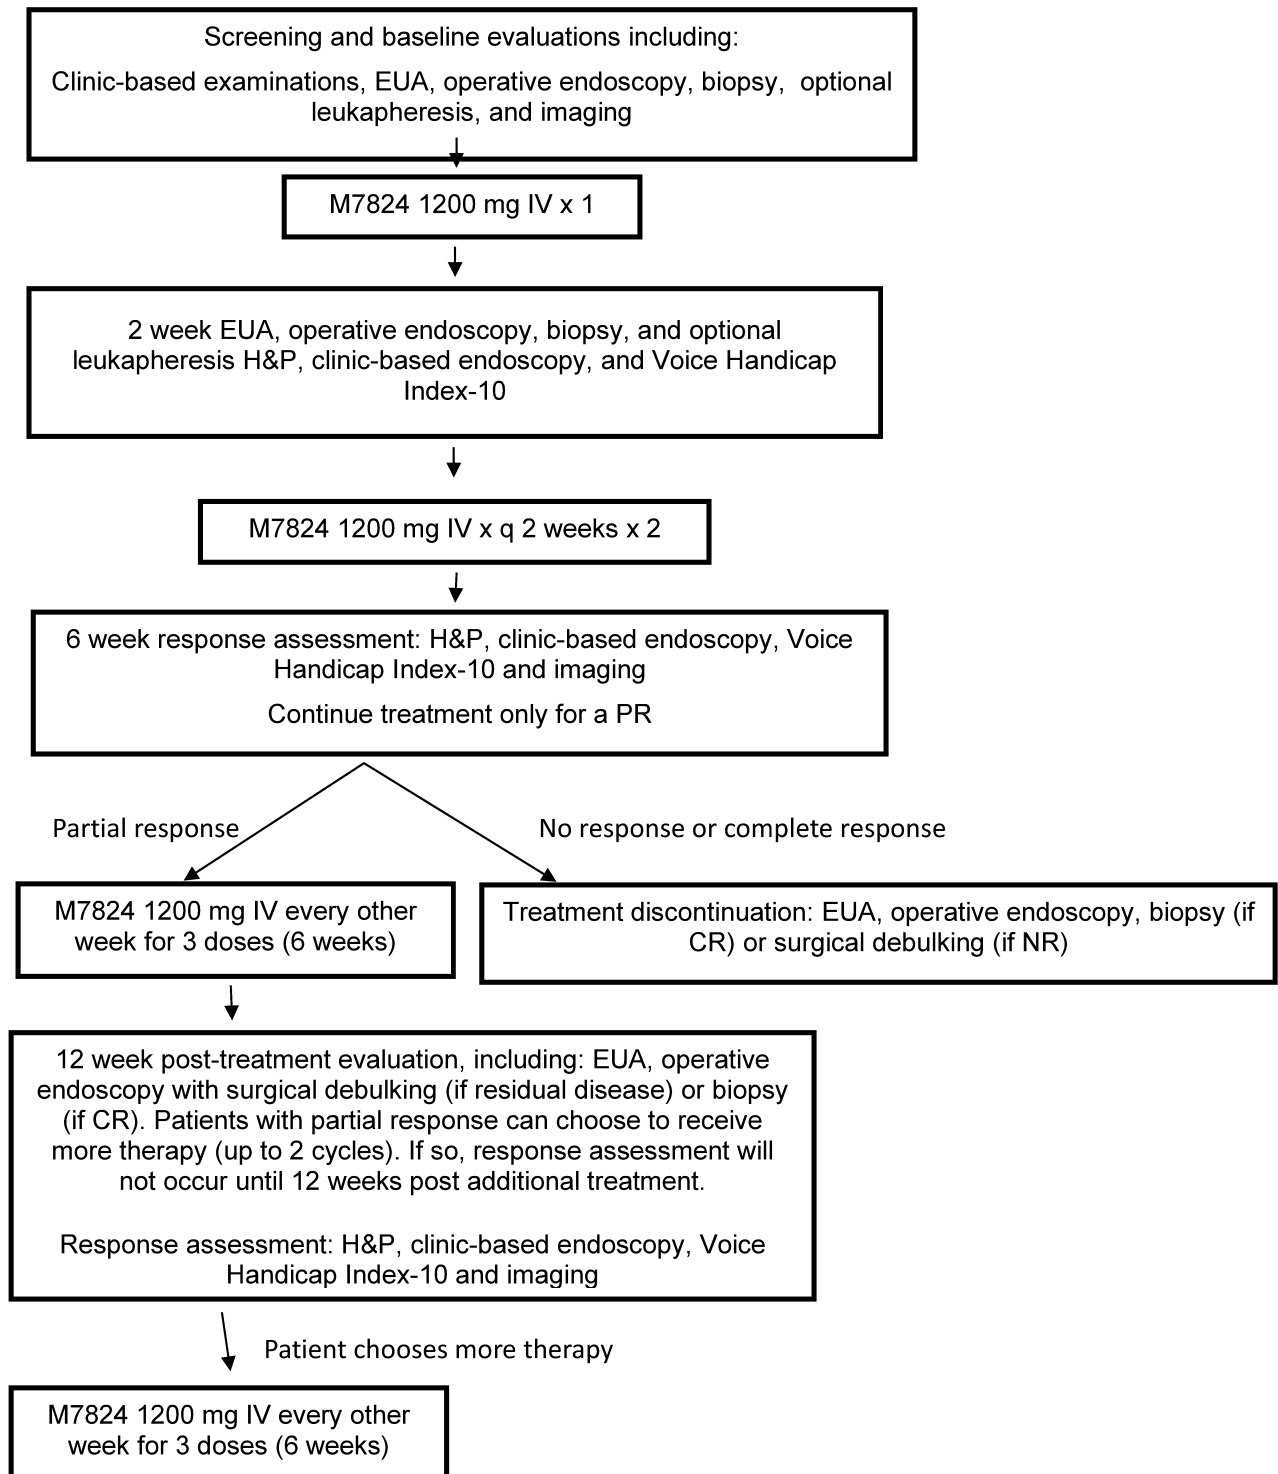 Screening and baseline evaluations including:
Clinic-based examinations, EUA, operative endoscopy, biopsy, optional
leukapheresis, and imaging
M7824 1200 mg IV x 1
2 week EUA, operative endoscopy, biopsy, and optional
leukapheresis H&P, clinic-based endoscopy, and Voice Handicap
Index-10
M7824 1200 mg IV x q 2 weeks x 2
6 week response assessment: H&P, clinic-based endoscopy, Voice
Handicap Index-10 and imaging
Continue treatment only for a PR
Partial response
No response or complete response
M7824 1200 mg IV every other
week for 3 doses (6 weeks)
Treatment discontinuation: EUA, operative endoscopy, biopsy (if
CR) or surgical debulking (if NR)
12 week post-treatment evaluation, including: EUA, operative
endoscopy with surgical debulking (if residual disease) or biopsy
(if CR). Patients with partial response can choose to receive
more therapy (up to 2 cycles). If so, response assessment will
not occur until 12 weeks post additional treatment.
Response assessment: H&P, clinic-based endoscopy, Voice
Handicap Index-10 and imaging
Patient chooses more therapy
M7824 1200 mg IV every other
week for 3 doses (6 weeks)